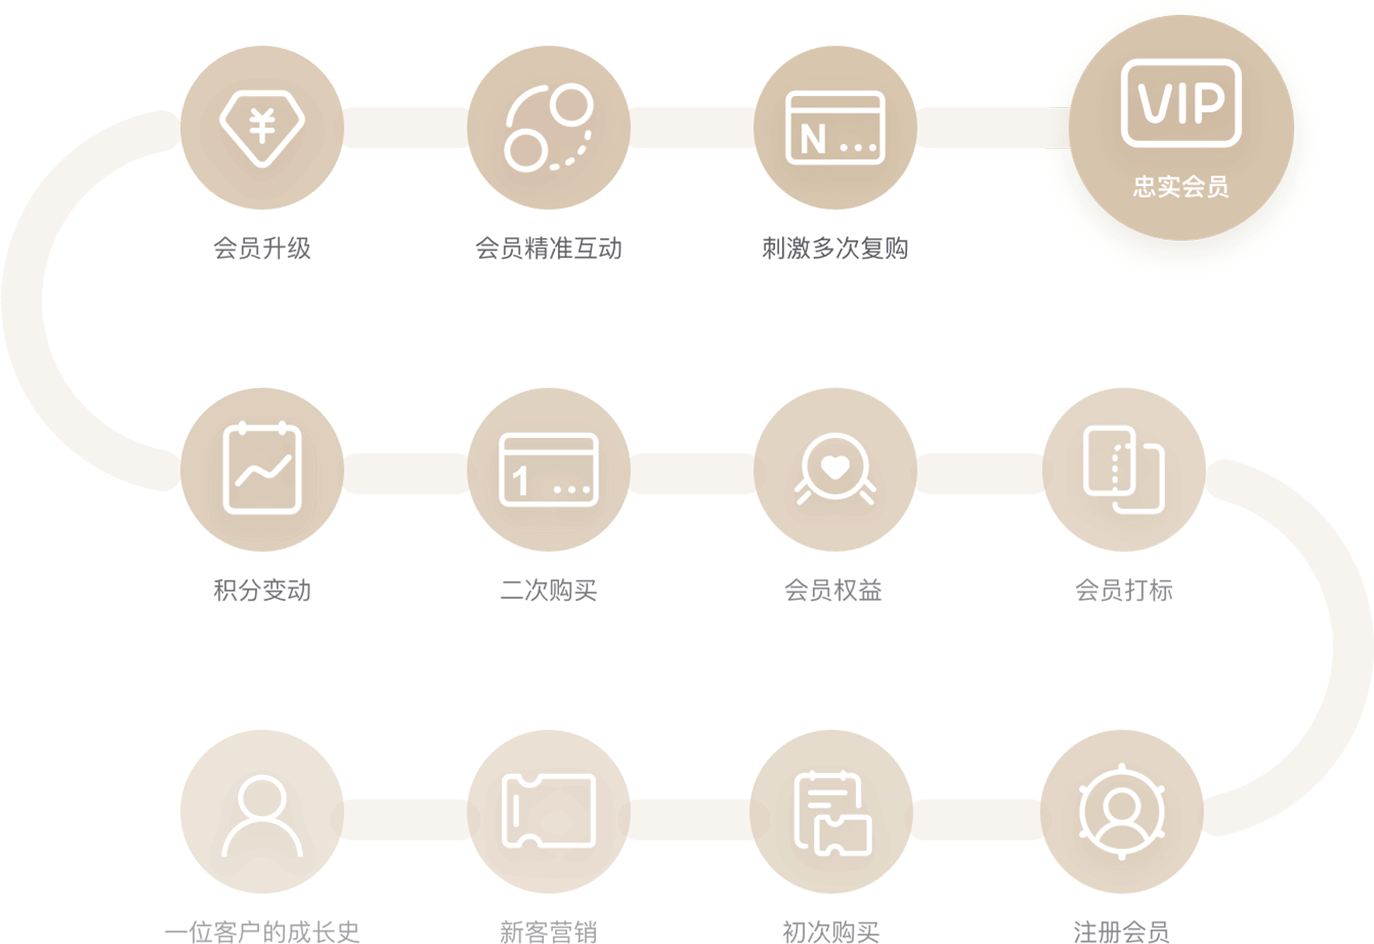 ¥
N
VIP
忠实会员
会员升级
会员精准互动
刺激多次复购
1
积分变动
二次购买
会员权益
会员打标
一位客户的成长史
新客营销
初次购买
注册会员